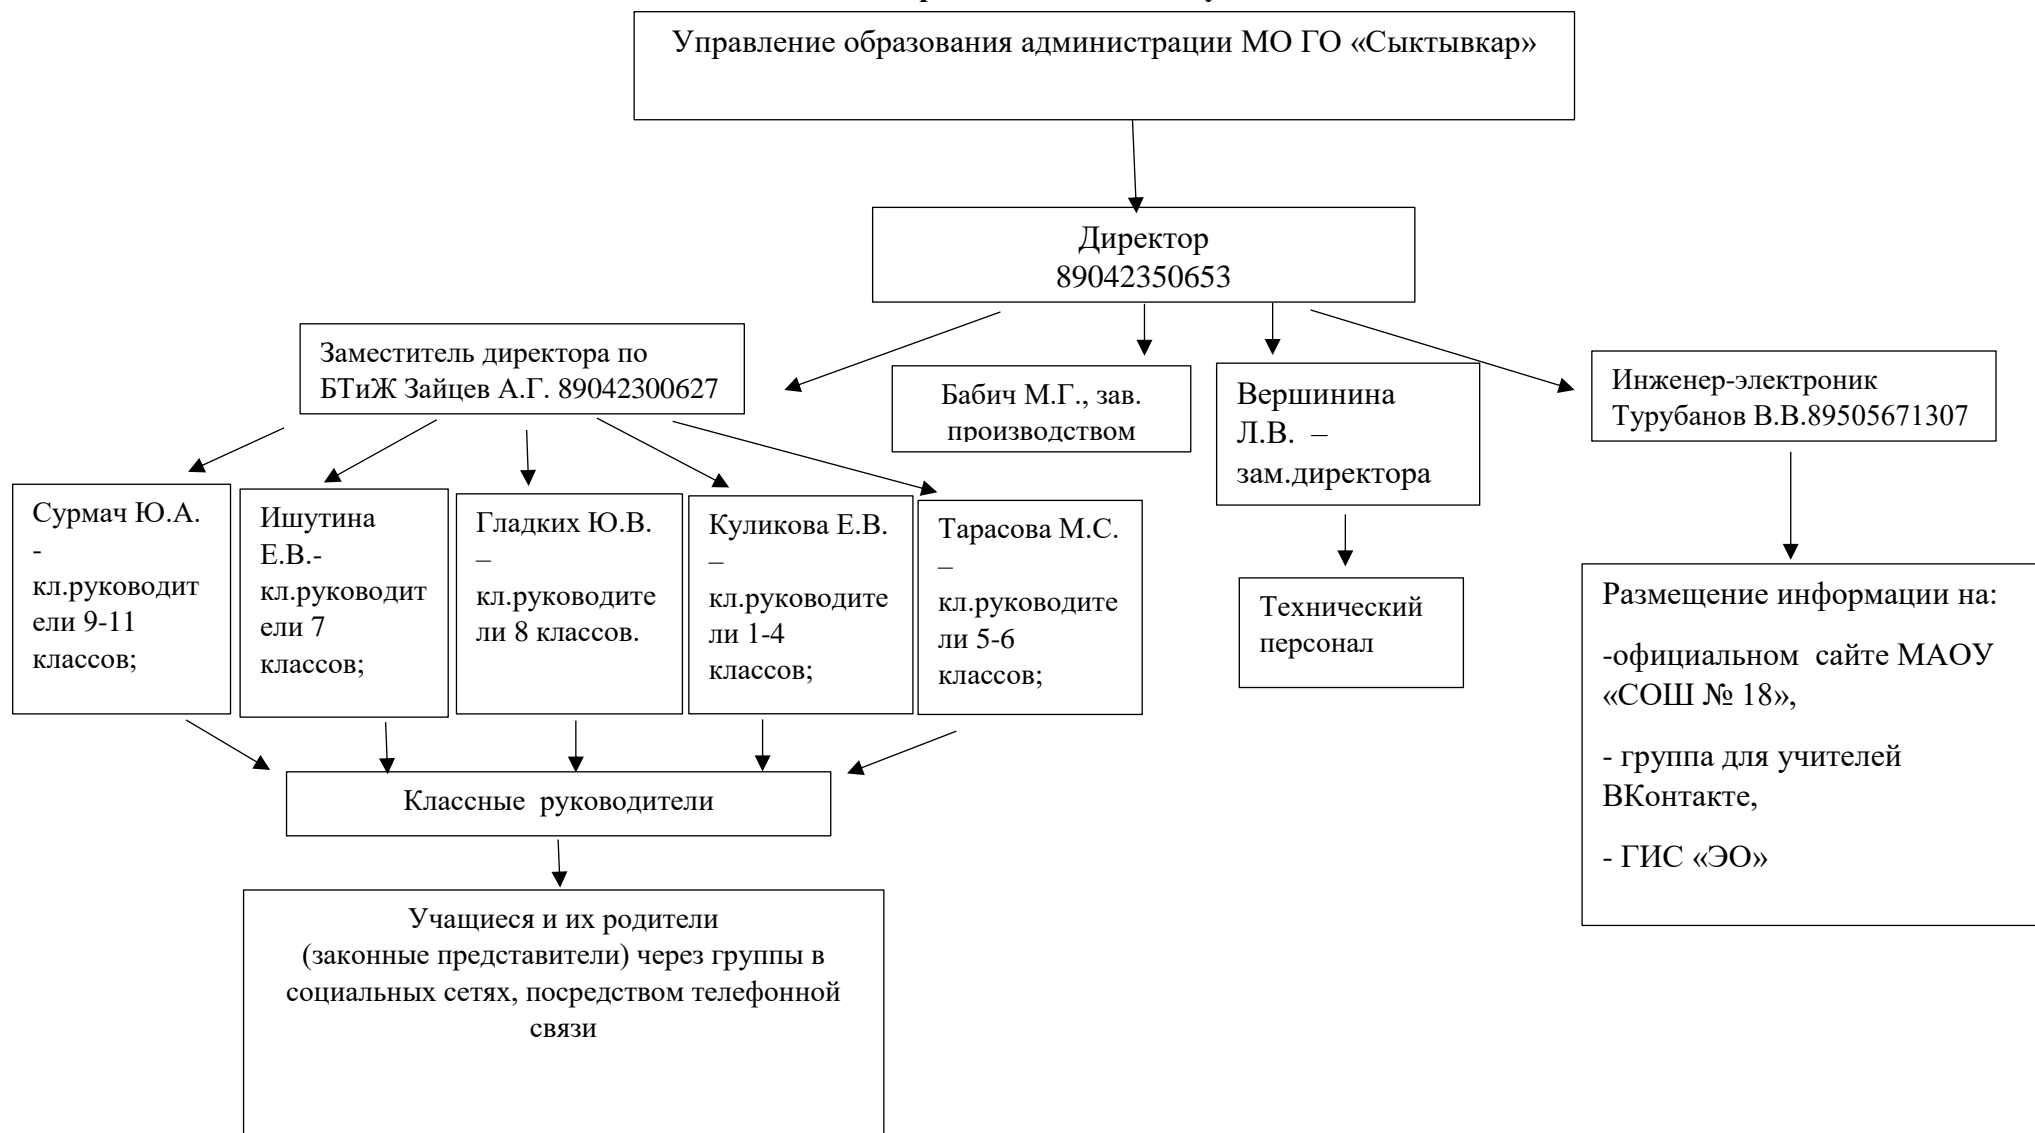 Управление образования администрации МО ГО «Сыктывкар»
Директор
89042350653
Заместитель директора по
БТиЖ Зайцев А.Г. 89042300627
Бабич М.Г., зав.
производством
Вершинина
Л.В. –
зам.директора
Инженер-электроник
Турубанов В.В.89505671307
Сурмач Ю.А.
-
кл.руководит
ели 9-11
классов;
Ишутина
Е.В.-
кл.руководит
ели 7
классов;
Гладких Ю.В.
–
кл.руководите
ли 8 классов.
Куликова Е.В.
–
кл.руководите
ли 1-4
классов;
Тарасова М.С.
–
кл.руководите
ли 5-6
классов;
Технический
персонал
Размещение информации на:
-официальном сайте МАОУ
«СОШ № 18»,
- группа для учителей
ВКонтакте,
- ГИС «ЭО»
Классные руководители
Учащиеся и их родители
(законные представители) через группы в
социальных сетях, посредством телефонной
связи